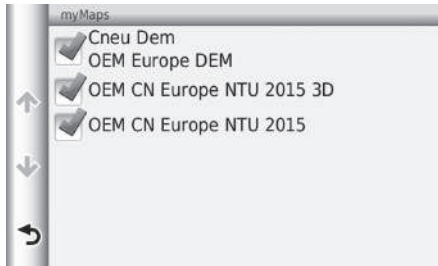 myMaps
Cneu Dem
OEM Europe DEM
OEM CN Europe NTU 2015 3D
OEM CN Europe NTU 2015